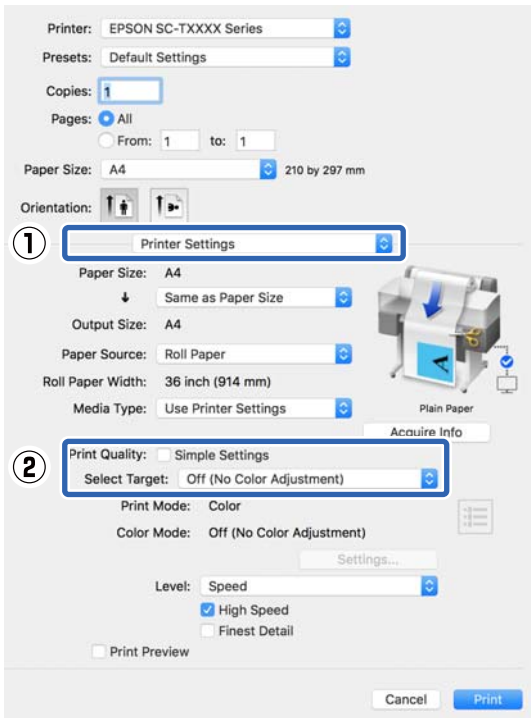 Printer: EPSON SC-TXXXX Series
Presets: Default Settings
Copies: 1
Pages: All
From: 1 to: 1
Paper Size: A4 210 by 297 mm
Orientation:
① Printer Settings
Paper Size: A4
Same as Paper Size
Output Size: A4
Paper Source: Roll Paper
Roll Paper Width: 36 inch (914 mm)
Media Type: Use Printer Settings
Plain Paper
Acquire Info
② Print Quality: Simple Settings
Select Target: Off (No Color Adjustment)
Print Mode: Color
Color Mode: Off (No Color Adjustment)
Settings...
Level: Speed
High Speed
Finest Detail
Print Preview
Cancel Print